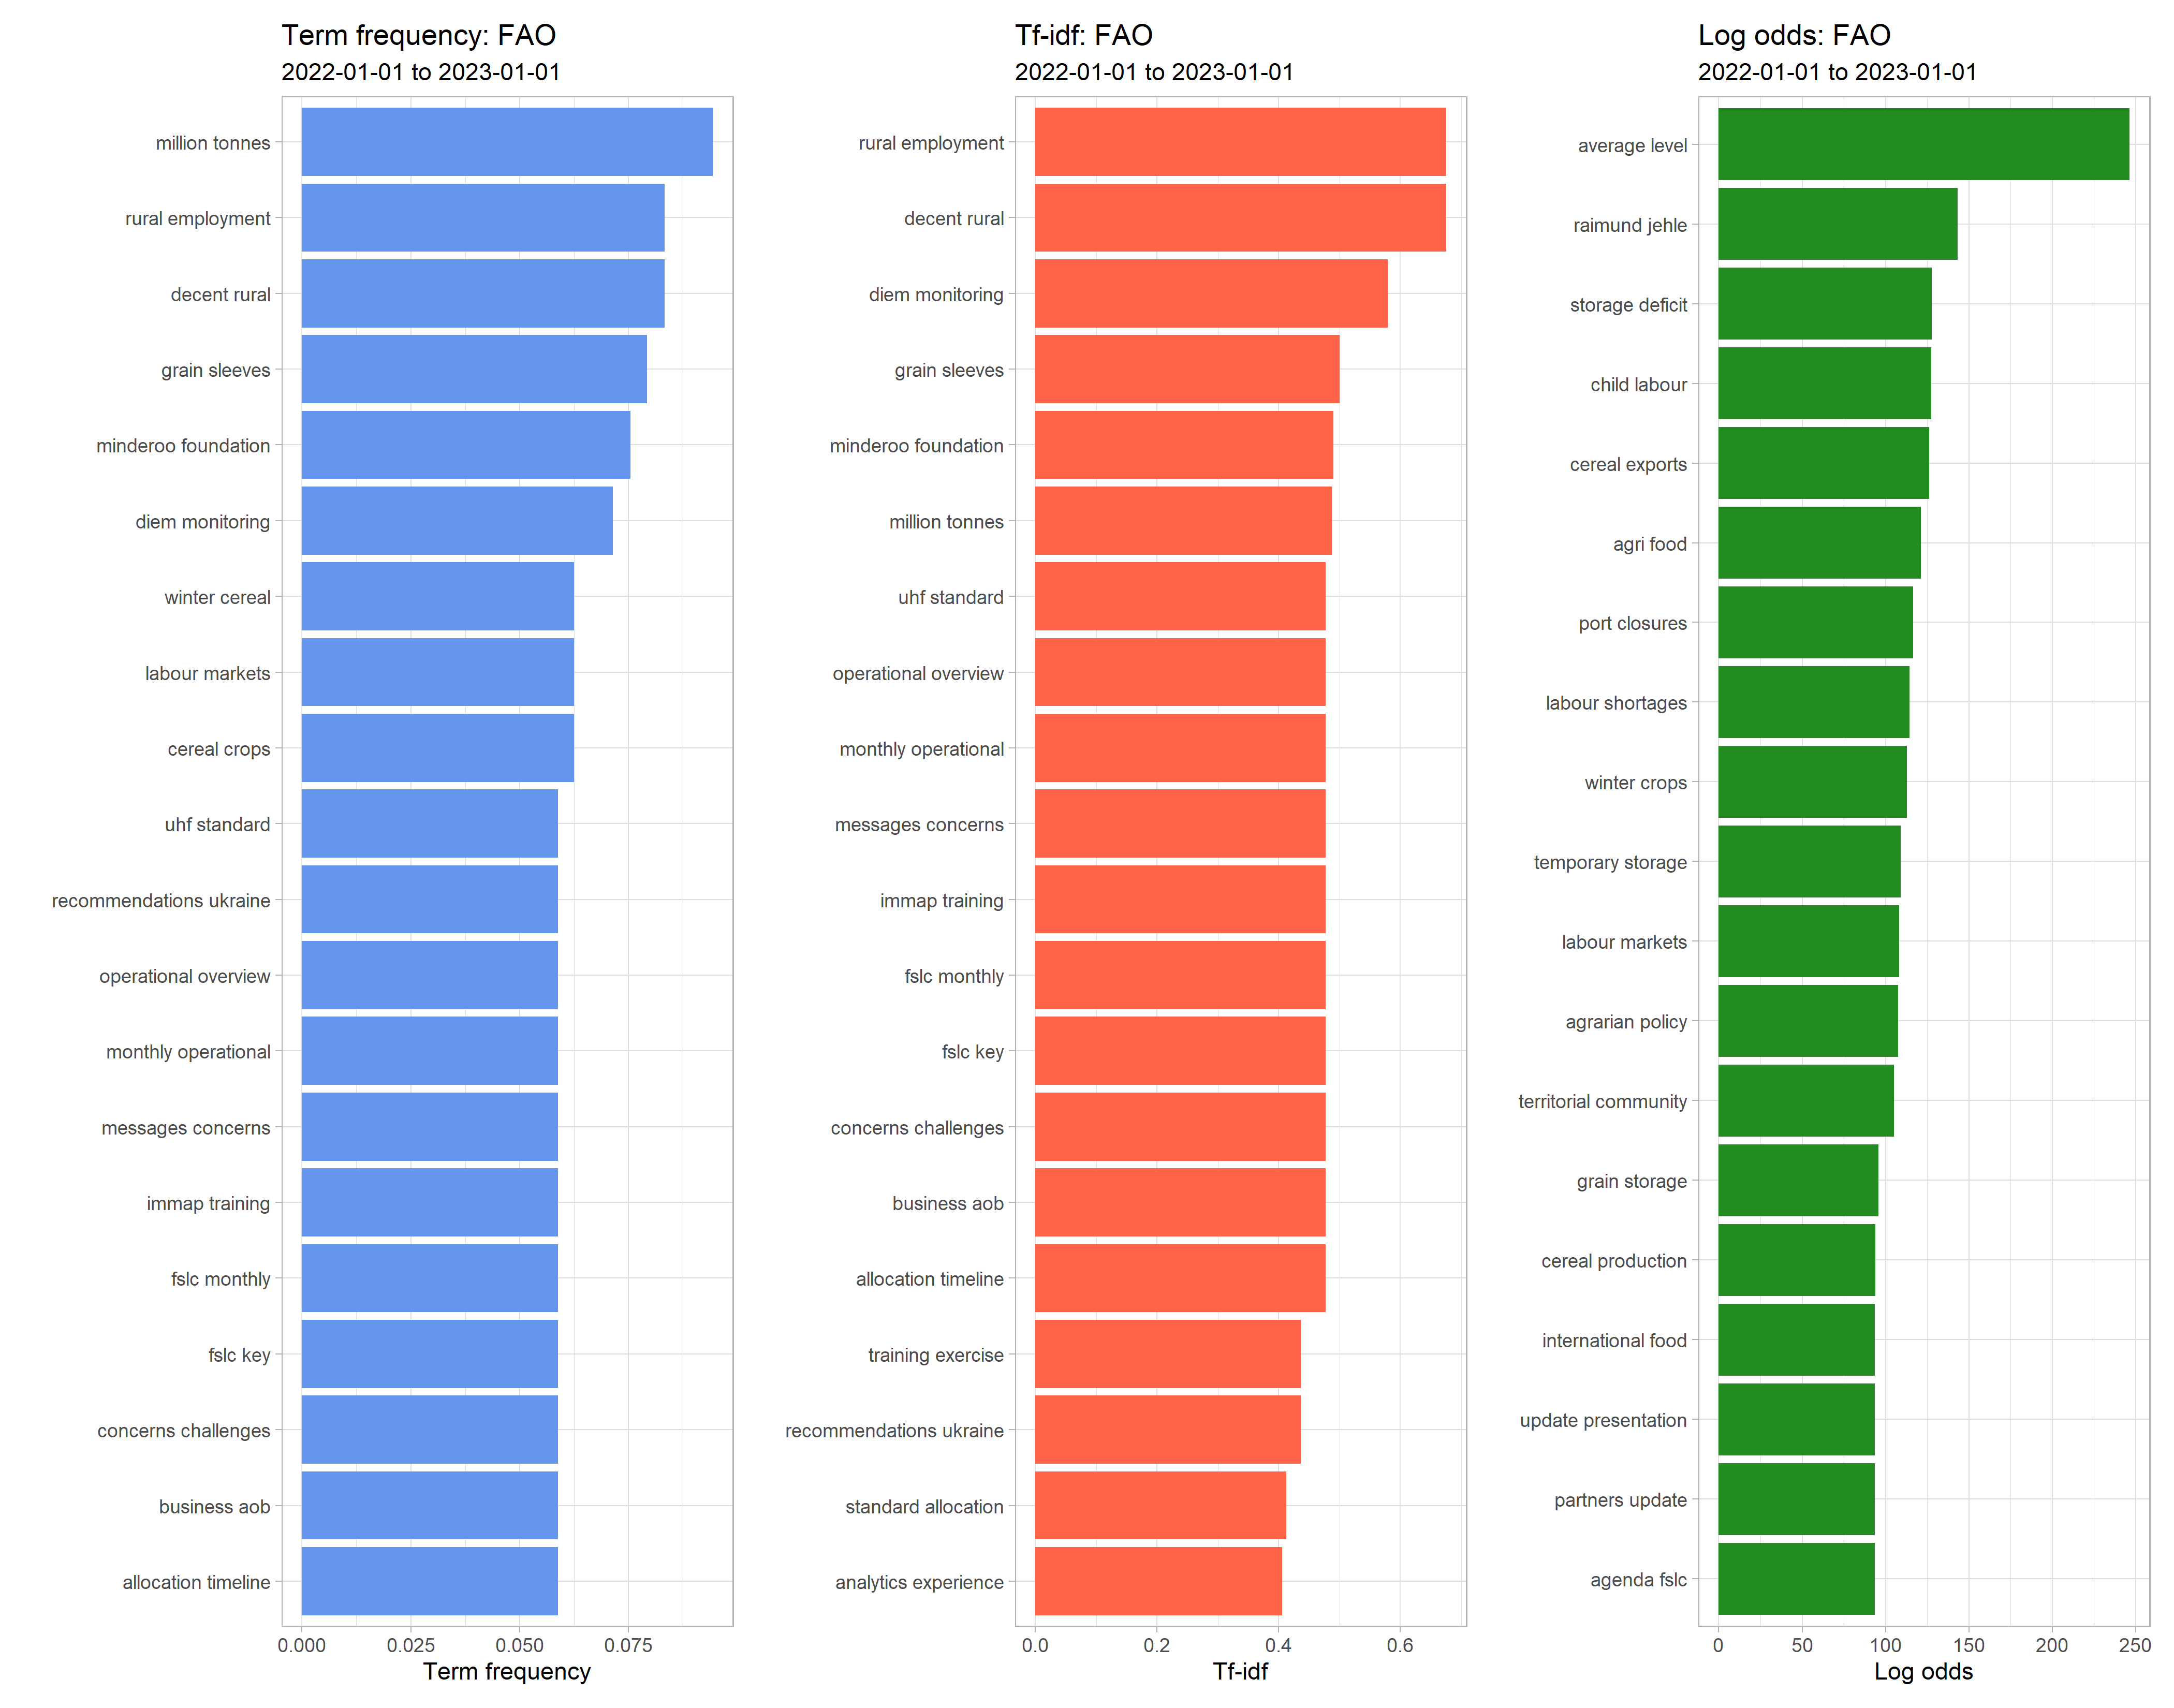 Term frequency: FAO
2022-01-01 to 2023-01-01
million tonnes
rural employment
decent rural
grain sleeves
minderoo foundation
diem monitoring
winter cereal
labour markets
cereal crops
uhf standard
recommendations ukraine
operational overview
monthly operational
messages concerns
immap training
fslc monthly
fslc key
concerns challenges
business aob
allocation timeline
0.000 0.025 0.050 0.075
Term frequency
Tf-idf: FAO
2022-01-01 to 2023-01-01
rural employment
decent rural
diem monitoring
grain sleeves
minderoo foundation
million tonnes
uhf standard
operational overview
monthly operational
messages concerns
immap training
fslc monthly
fslc key
concerns challenges
business aob
allocation timeline
training exercise
recommendations ukraine
standard allocation
analytics experience
0.0 0.2 0.4 0.6
Tf-idf
Log odds: FAO
2022-01-01 to 2023-01-01
average level
raimund jehle
storage deficit
child labour
cereal exports
agri food
port closures
labour shortages
winter crops
temporary storage
labour markets
agrarian policy
territorial community
grain storage
cereal production
international food
update presentation
partners update
agenda fslc
0 50 100 150 200 250
Log odds